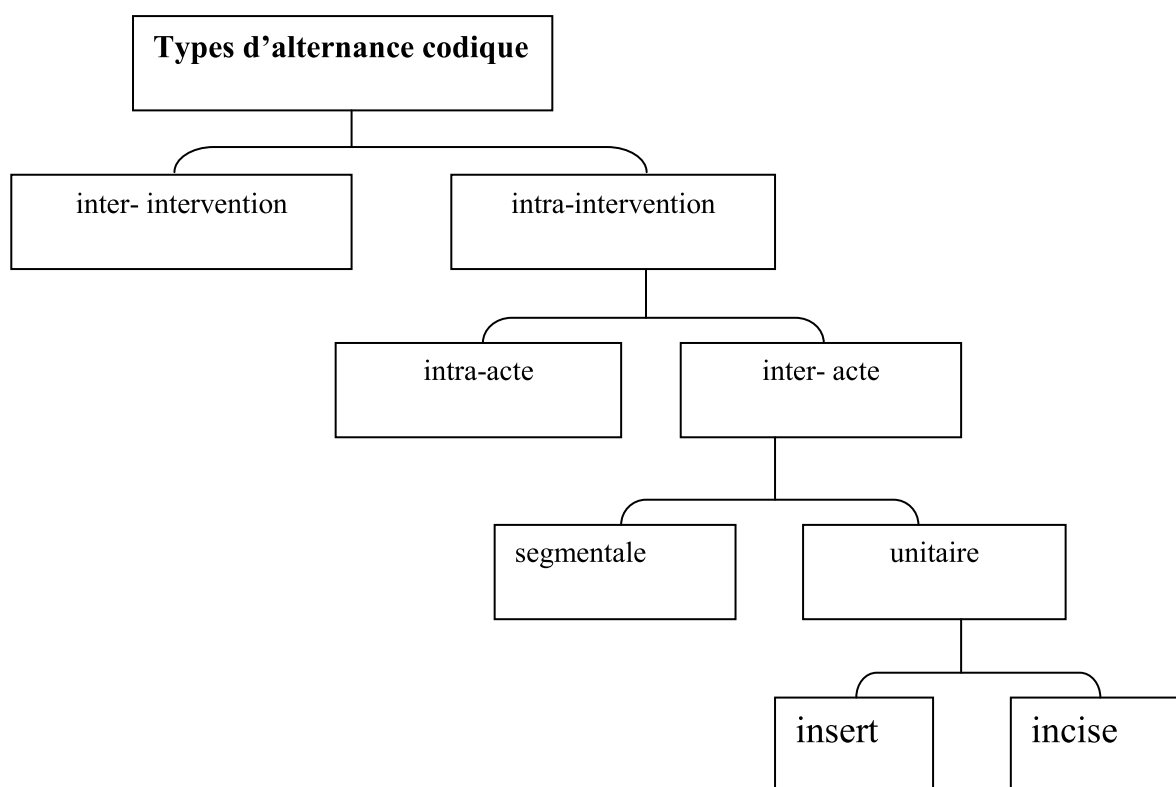 Types d’alternance codique
inter- intervention
intra-intervention
intra-acte
inter- acte
segmentale
unitaire
insert
incise